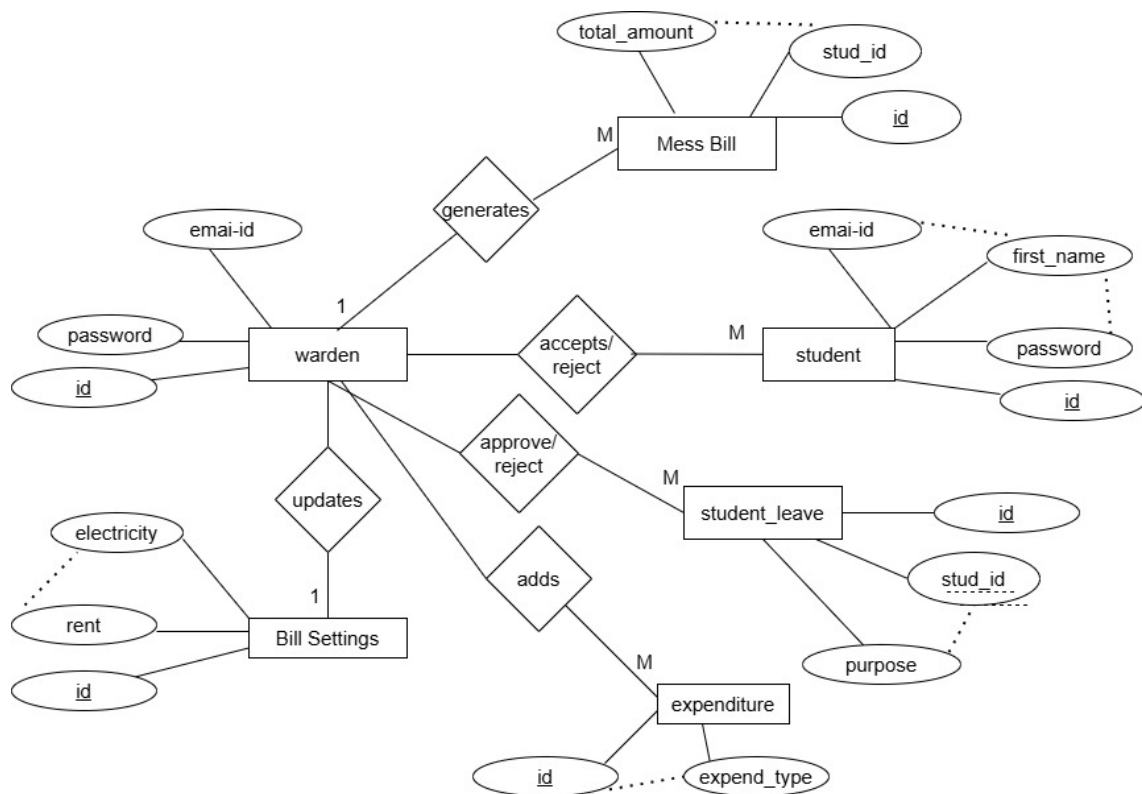 total_amount
stud_id
id
Mess Bill
M
generates
emai-id
emai-id
first_name
1
password
warden
accepts/
reject
M
student
password
id
id
approve/
reject
updates
M
student_leave
id
electricity
adds
stud_id
1
rent
Bill Settings
purpose
M
id
expenditure
id
expend_type